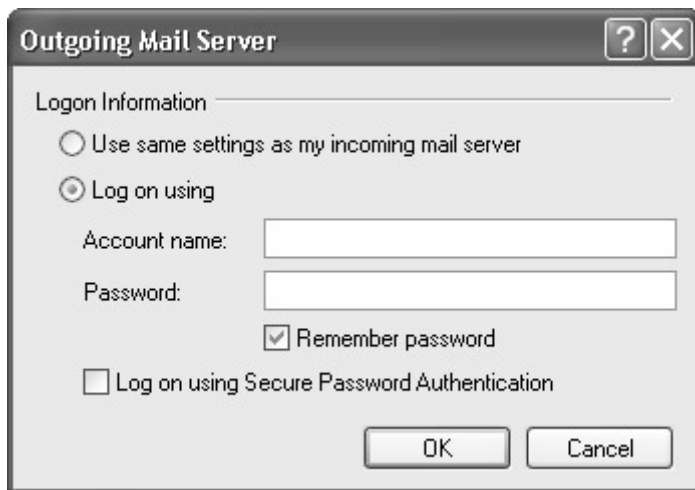 Outgoing Mail Server
Logon Information
Use same settings as my incoming mail server
Log on using
Account name:
Password:
Remember password
Log on using Secure Password Authentication
OK Cancel